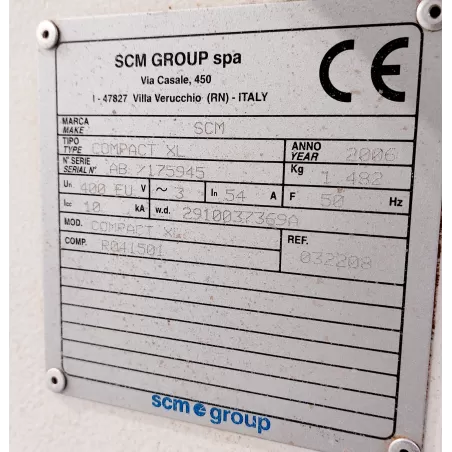 SCM GROUP spa
Via Casale, 450
I - 47827 Villa Verucchio (RN) - ITALY
CE
MARCA MAKE SCM
TIPO TYPE COMPACT XL ANNO YEAR 2006
N° SERIE SERIAL N° AB 7175945 Kg 1.482
Un 400 EU V ~ 3 In 54 A F 50 Hz
Icc 10 kA w.d. 2910037369A
MOD. COMPACT XL REF. 032208
COMP. R041501
scm group